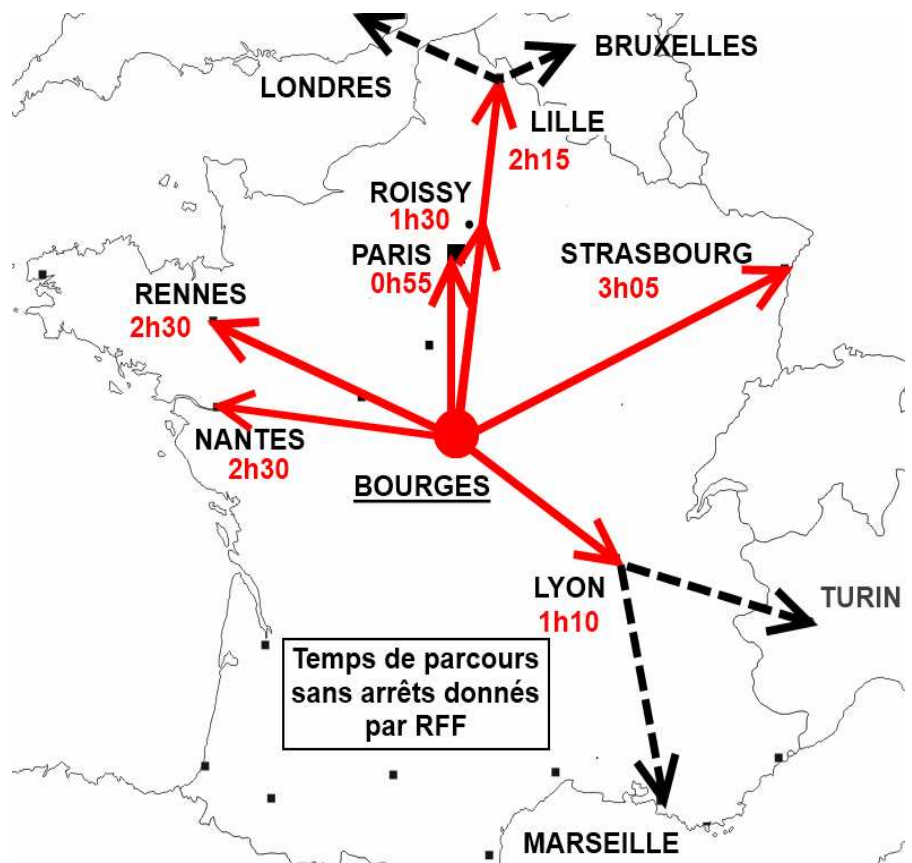 BRUXELLES
LONDRES
LILLE
2h15
ROISSY
1h30
PARIS
0h55
STRASBOURG
3h05
RENNES
2h30
NANTES
2h30
BOURGES
LYON
1h10
TURIN
Temps de parcours
sans arrêts donnés
par RFF
MARSEILLE